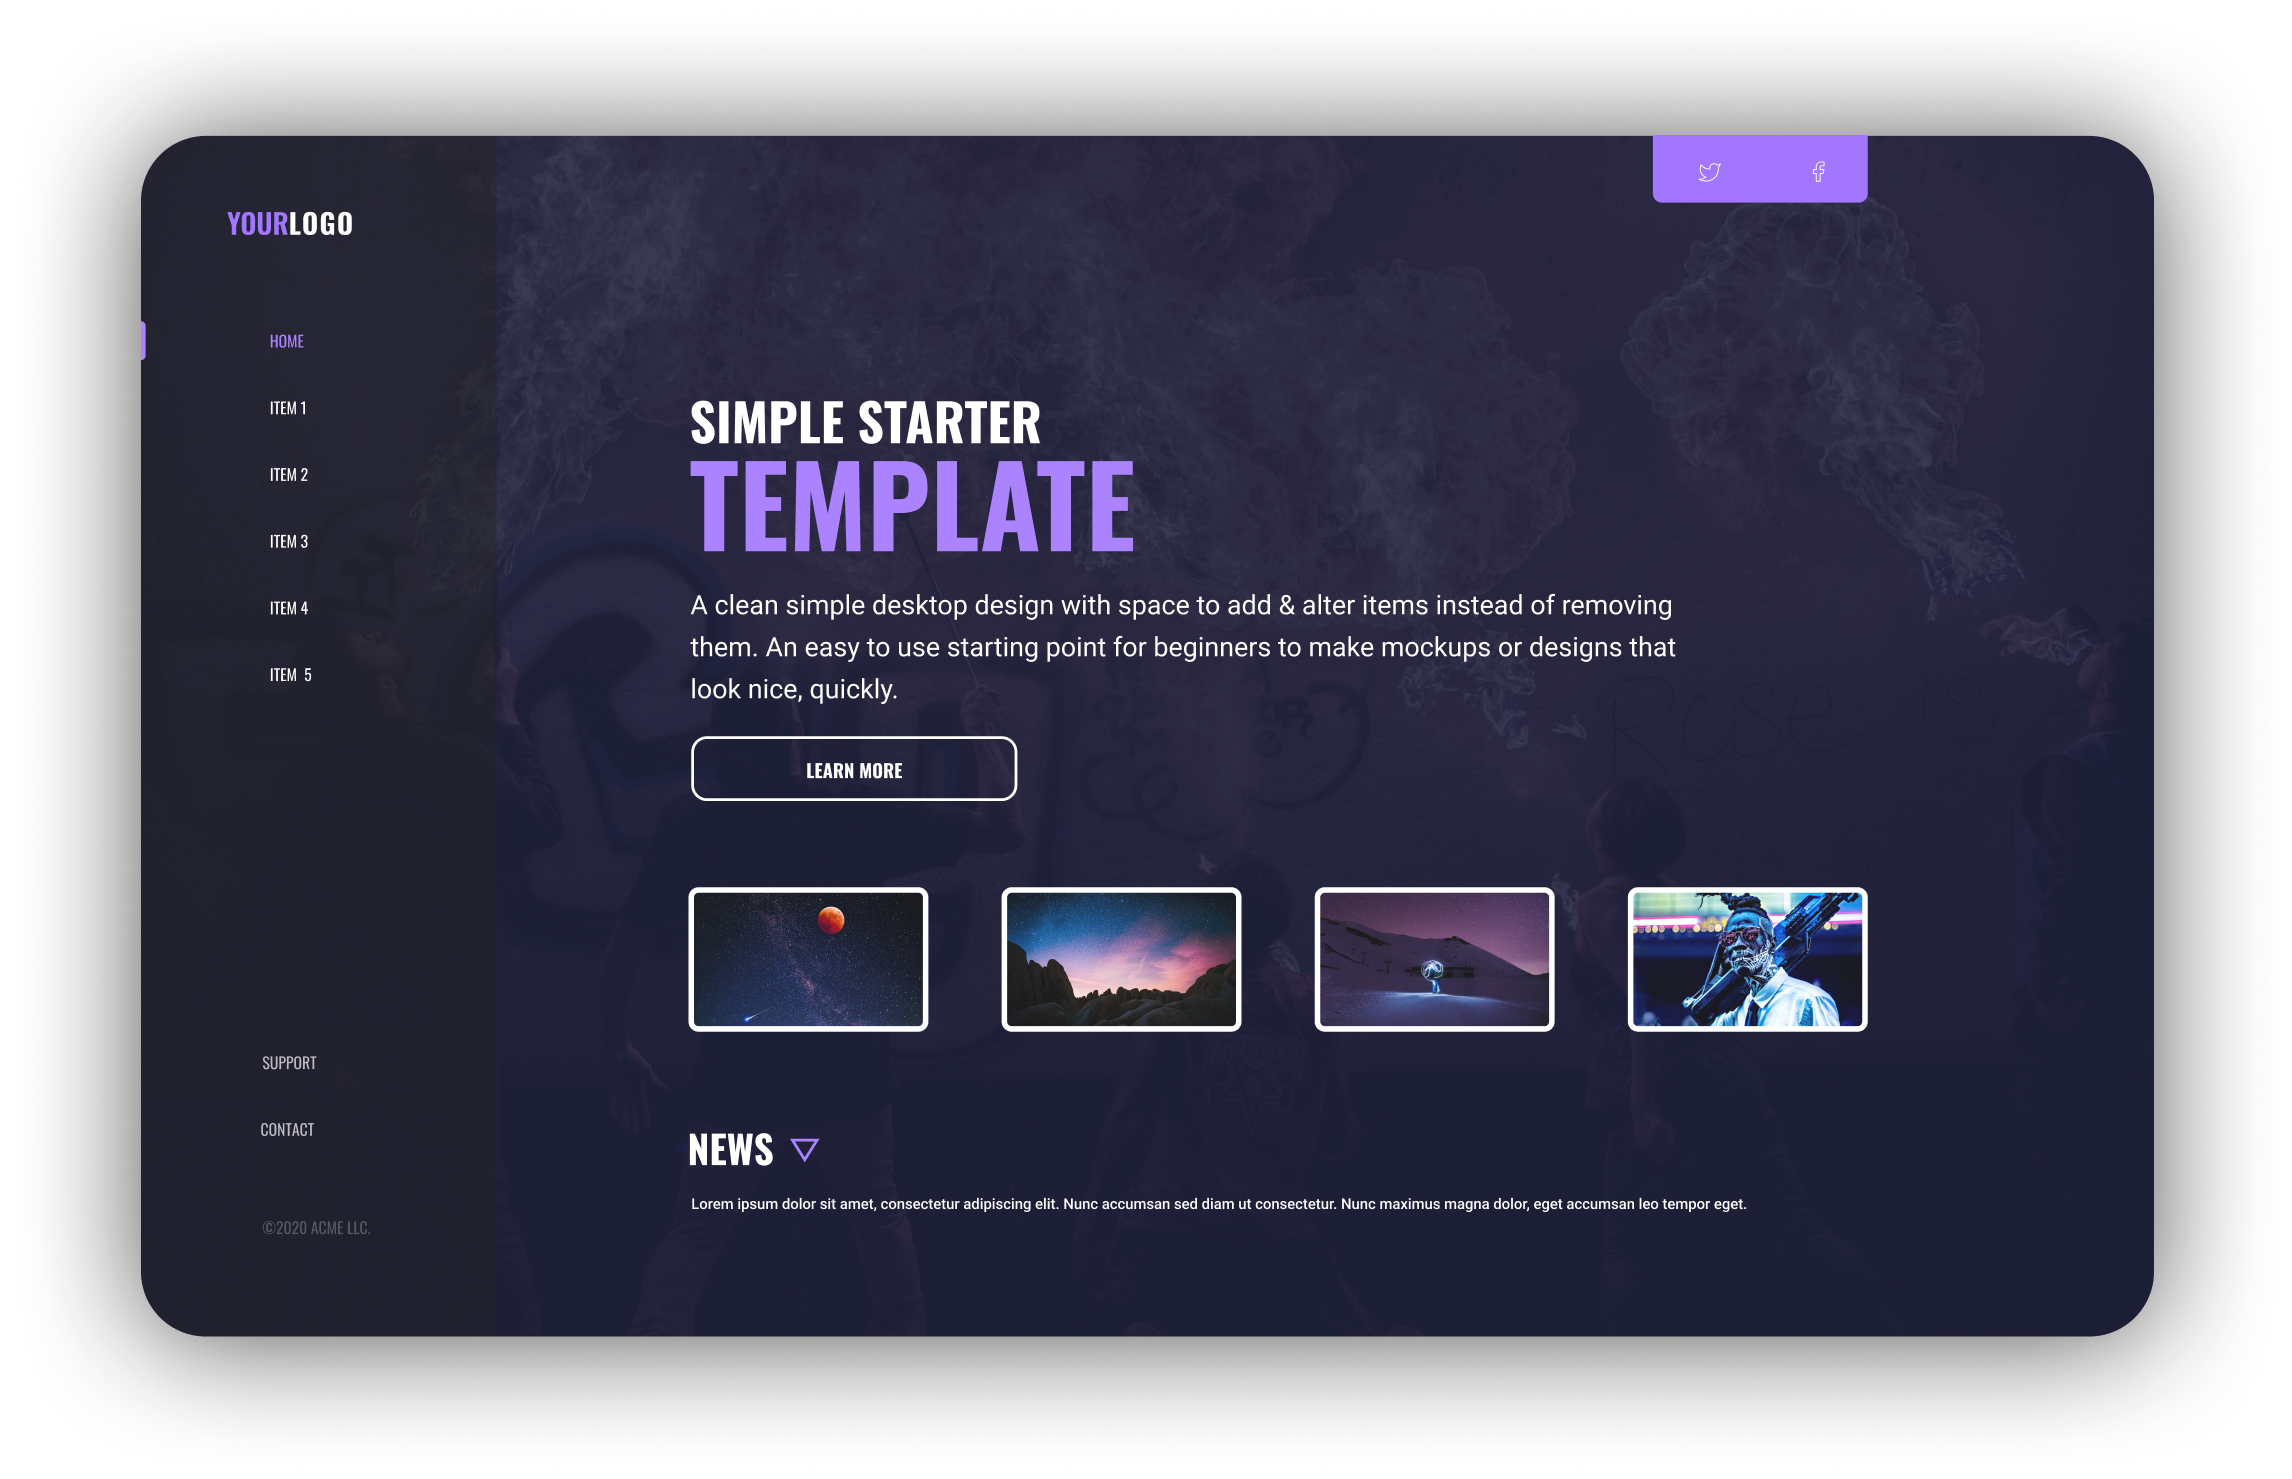 YOURLOGO
HOME
ITEM 1
ITEM 2
ITEM 3
ITEM 4
ITEM  5
SUPPORT
CONTACT
©2020 ACME LLC.
SIMPLE STARTER
TEMPLATE
A clean simple desktop design with space to add & alter items instead of removing
them. An easy to use starting point for beginners to make mockups or designs that
look nice, quickly.
LEARN MORE
NEWS
Lorem ipsum dolor sit amet, consectetur adipiscing elit. Nunc accumsan sed diam ut consectetur. Nunc maximus magna dolor, eget accumsan leo tempor eget.
Rose is